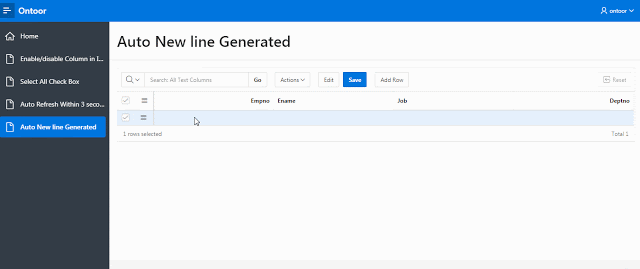 Ontoor
ontoor
Home
Enable/disable Column in I...
Select All Check Box
Auto Refresh Within 3 seco...
Auto New line Generated
Auto New line Generated
Search: All Text Columns Go Actions Edit Save Add Row Reset
Empno Ename Job Deptno
1 rows selected Total 1